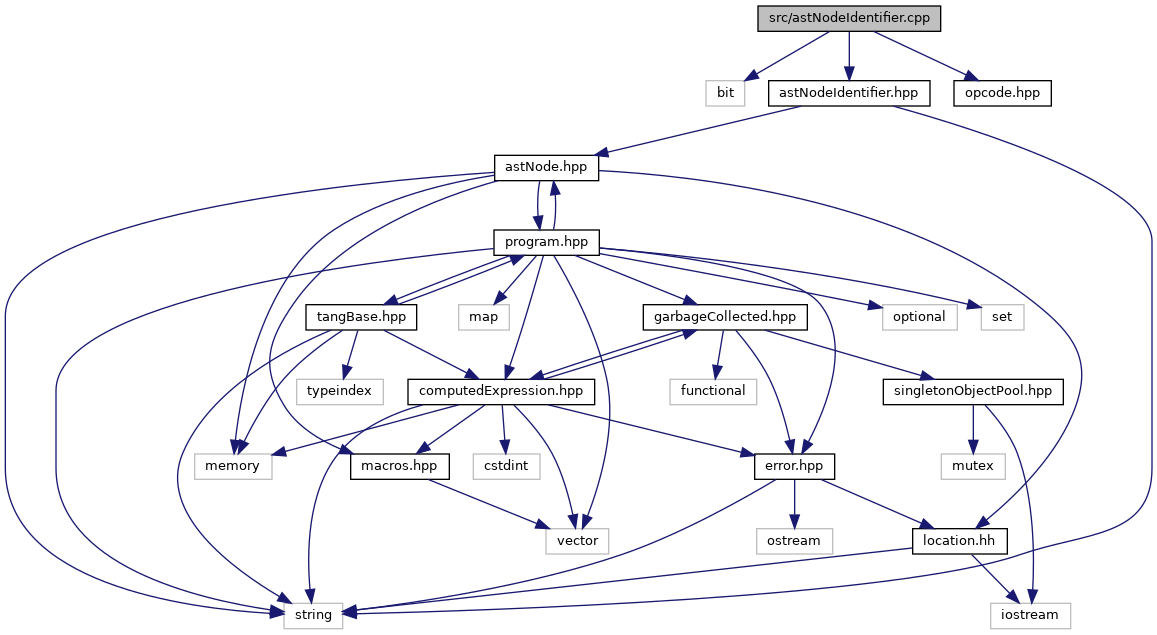 src/astNodeIdentifier.cpp
bit
astNodeIdentifier.hpp
opcode.hpp
astNode.hpp
program.hpp
tangBase.hpp
map
garbageCollected.hpp
optional
set
typeindex
computedExpression.hpp
functional
singletonObjectPool.hpp
memory
macros.hpp
cstdint
error.hpp
mutex
vector
ostream
location.hh
string
iostream